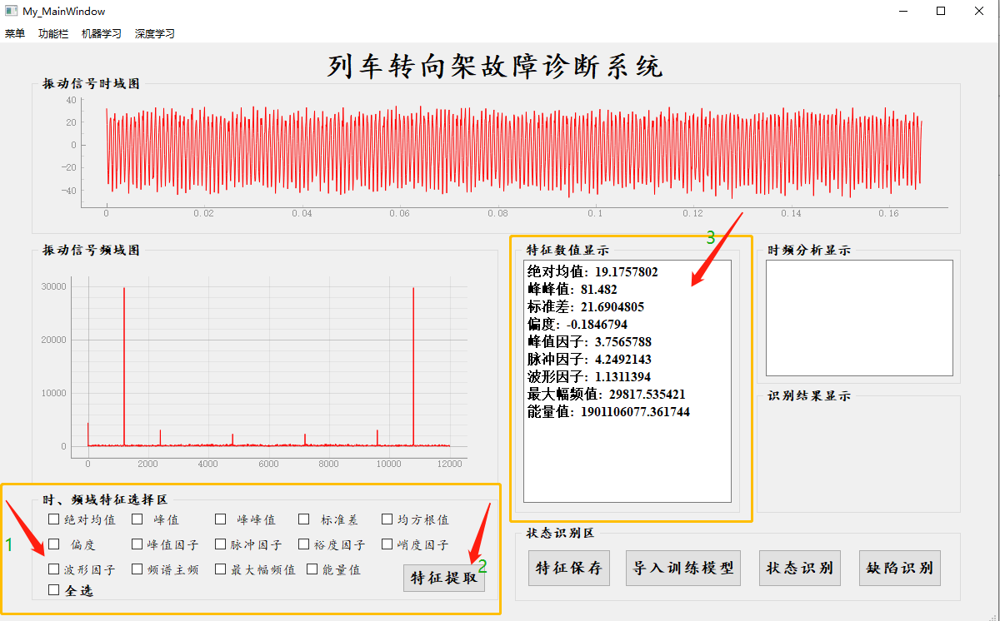 My_MainWindow
菜单 功能栏 机器学习 深度学习
列车转向架故障诊断系统
振动信号时域图
40
20
0
−20
−40
0 0.02 0.04 0.06 0.08 0.1 0.12 0.14 0.16
振动信号频域图
30000
20000
10000
0
0 2000 4000 6000 8000 10000 12000
3
特征数值显示
绝对均值: 19.1757802
峰峰值: 81.482
标准差: 21.6904805
偏度: -0.1846794
峰值因子: 3.7565788
脉冲因子: 4.2492143
波形因子: 1.1311394
最大幅频值: 29817.535421
能量值: 1901106077.361744
时频分析显示
识别结果显示
时、频域特征选择区
绝对均值 峰值 峰峰值 标准差 均方根值
1
偏度 峰值因子 脉冲因子 裕度因子 峭度因子
波形因子 频谱主频 最大幅频值 能量值
2
特征提取
全选
状态识别区
特征保存 导入训练模型 状态识别 缺陷识别